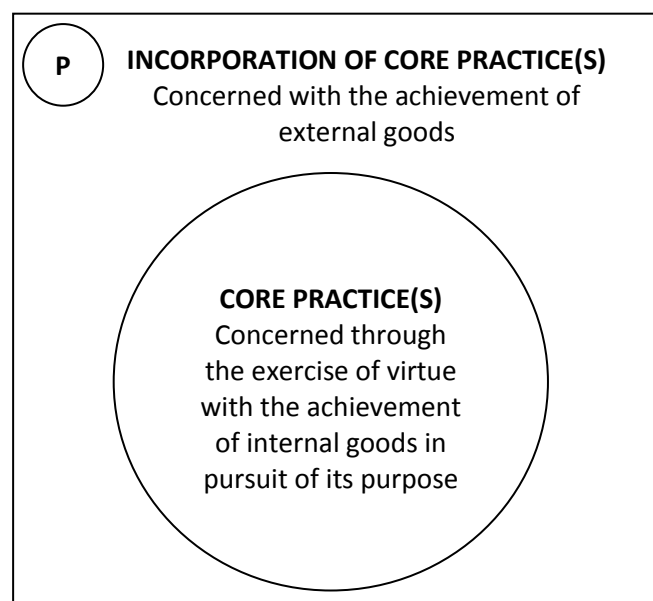 P
INCORPORATION OF CORE PRACTICE(S)
Concerned with the achievement of
external goods
CORE PRACTICE(S)
Concerned through
the exercise of virtue
with the achievement
of internal goods in
pursuit of its purpose